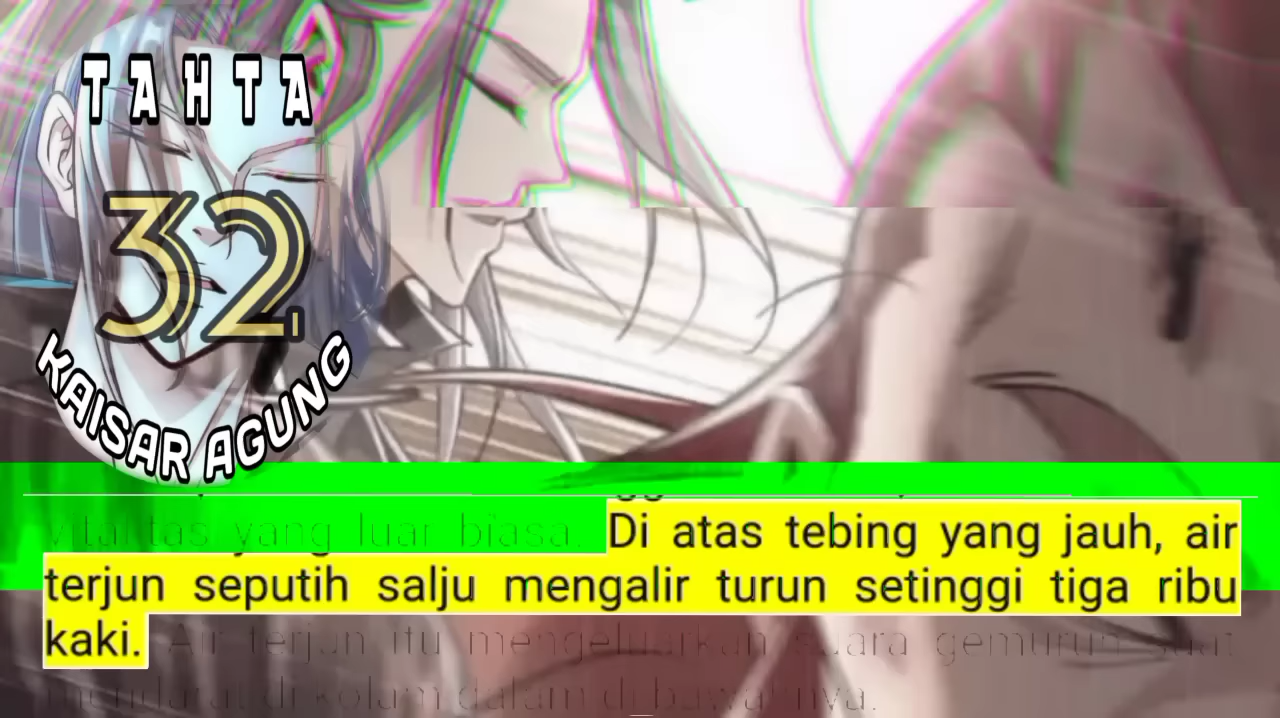 TAHTA
32
KAISAR AGUNG
Vitalitas yang luar biasa. Di atas tebing yang jauh, air
terjun seputih salju mengalir turun setinggi tiga ribu
kaki. Air terjun itu mengeluarkan suara gemuruh saat
mendarat di kolam dalam di bawahnya.